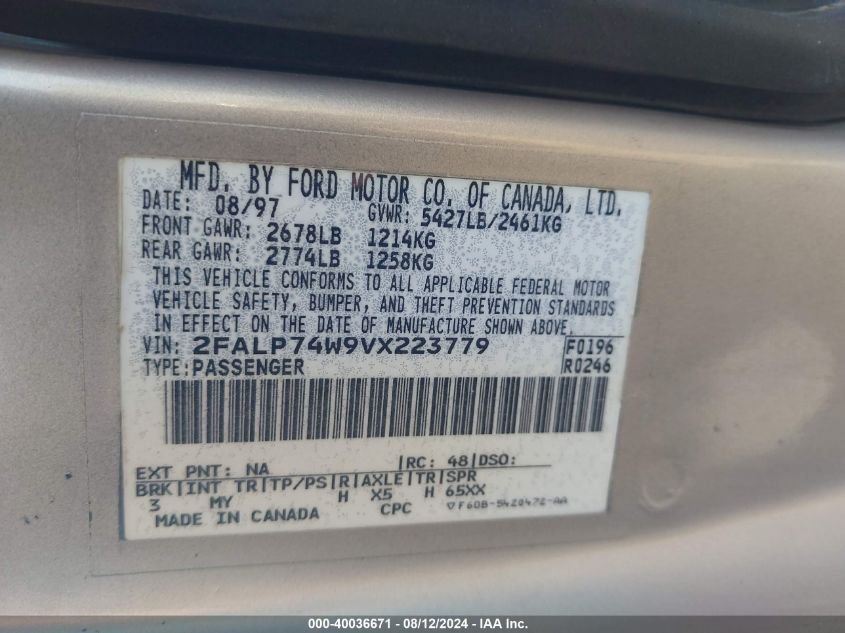 MFD. BY FORD MOTOR CO. OF CANADA, LTD.
DATE: 08/97 GVWR: 5427LB/2461KG
FRONT GAWR: 2678LB 1214KG
REAR GAWR: 2774LB 1258KG
THIS VEHICLE CONFORMS TO ALL APPLICABLE FEDERAL MOTOR
VEHICLE SAFETY, BUMPER, AND THEFT PREVENTION STANDARDS
IN EFFECT ON THE DATE OF MANUFACTURE SHOWN ABOVE.
VIN: 2FALP74W9VX223779 F0196
TYPE: PASSENGER R0246
EXT PNT: NA RC: 48 DSO:
BRK INT TR TP/PS R AXLE TR SPR
3 MY H X5 H 65XX
MADE IN CANADA CPC F60B-5420472-AA
000-40036671 - 08/12/2024 - IAA Inc.